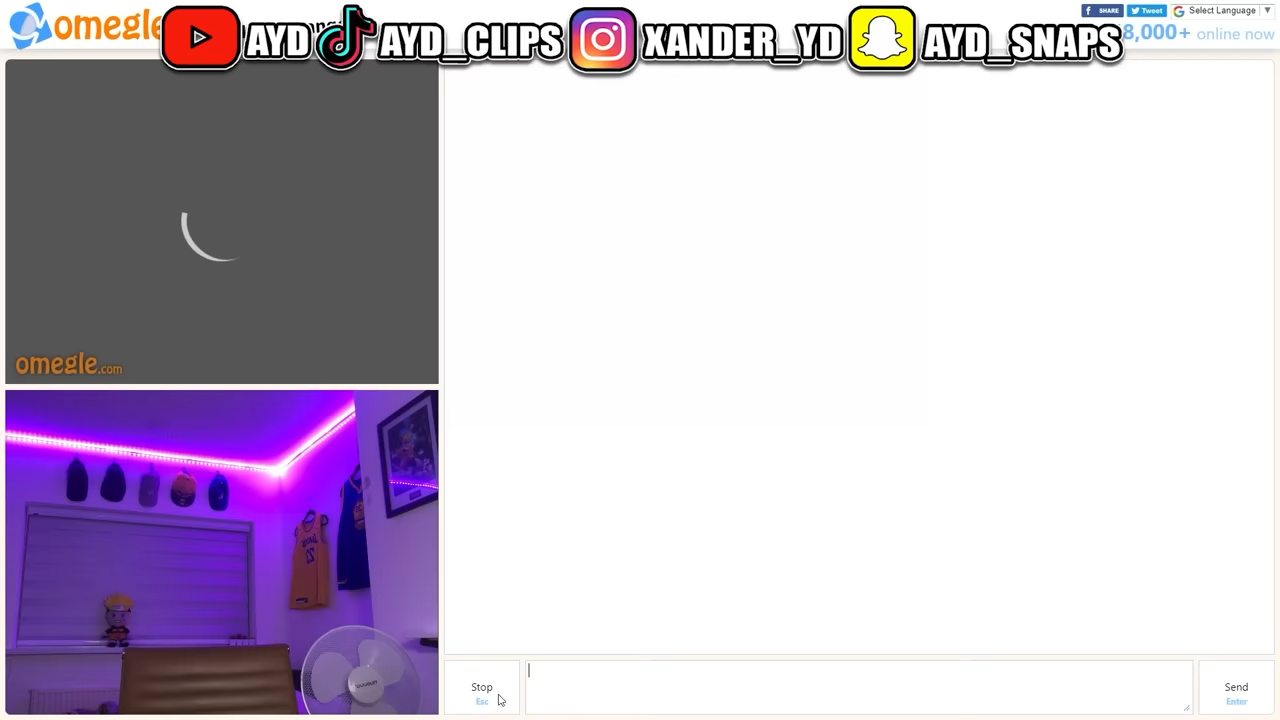 omegle
AYD AYD_CLIPS XANDER_YD AYD_SNAPS
SHARE Tweet G Select Language ▼
8,000+ online now
omegle.com
Stop
Esc
Send
Enter